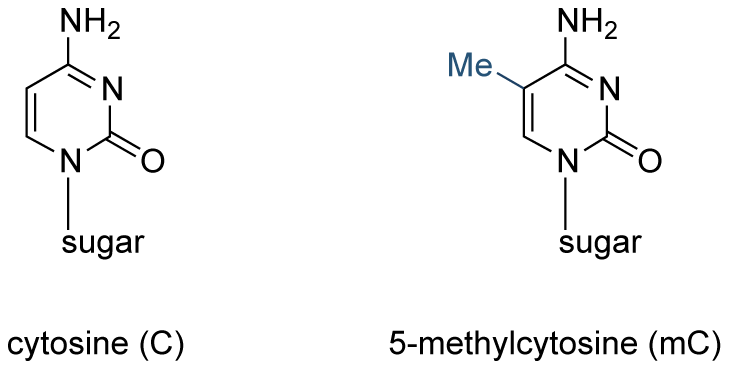 NH2 NH2
Me
N N
N O N O
sugar sugar
cytosine (C) 5-methylcytosine (mC)